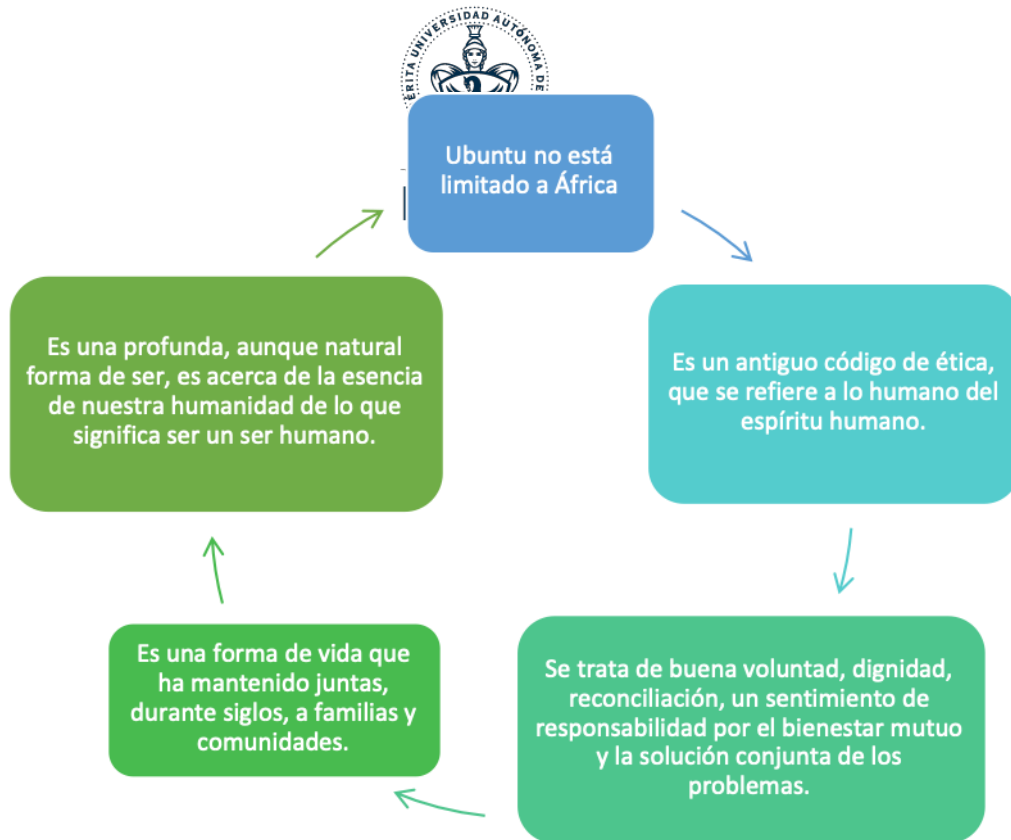 ERITA UNIVERSIDAD AUTÓNOMA DE
Ubuntu no está
limitado a África
Es un antiguo código de ética,
que se refiere a lo humano del
espíritu humano.
Se trata de buena voluntad, dignidad,
reconciliación, un sentimiento de
responsabilidad por el bienestar mutuo
y la solución conjunta de los
problemas.
Es una forma de vida que
ha mantenido juntas,
durante siglos, a familias y
comunidades.
Es una profunda, aunque natural
forma de ser, es acerca de la esencia
de nuestra humanidad de lo que
significa ser un ser humano.